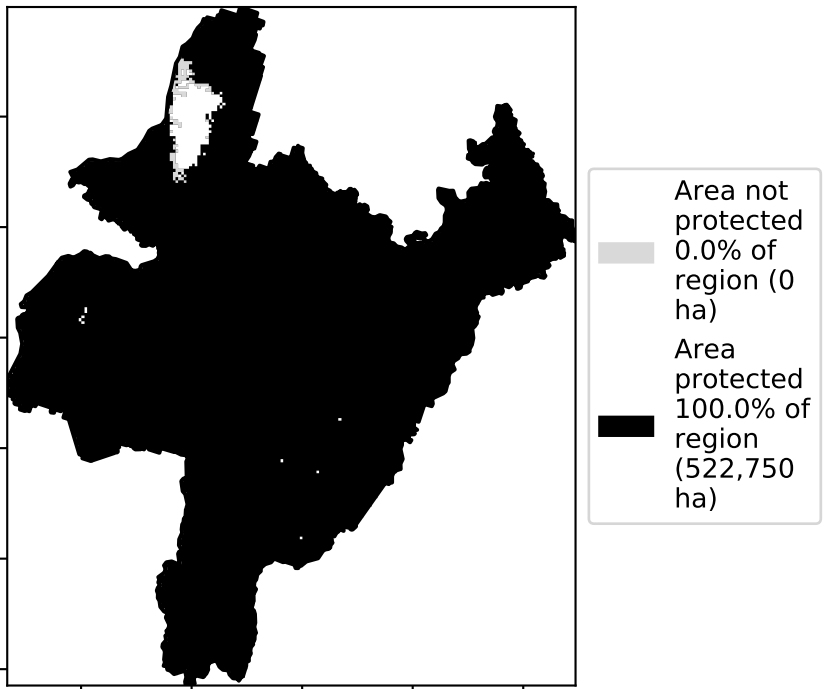 Area not
protected
0.0% of
region (0
ha)
Area
protected
100.0% of
region
(522,750
ha)